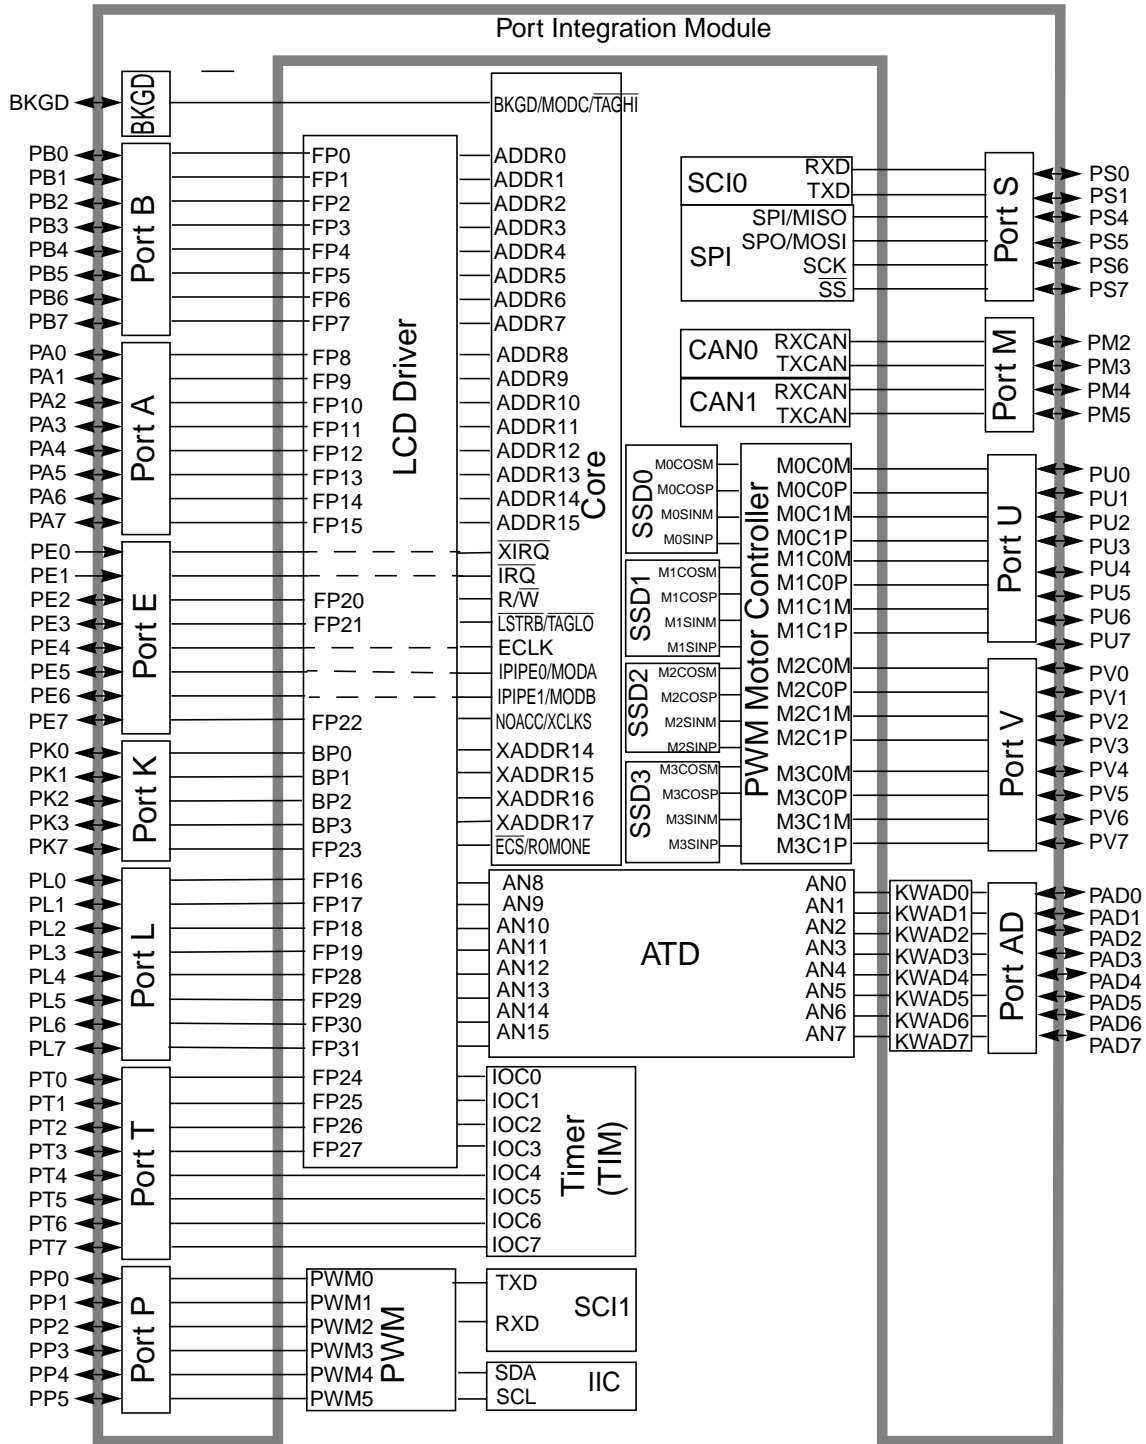 Port Integration Module
BKGD
BKGD
BKGD/MODC/TAGHI
PB0
PB1
PB2
PB3
PB4
PB5
PB6
PB7
Port B
FP0
FP1
FP2
FP3
FP4
FP5
FP6
FP7
ADDR0
ADDR1
ADDR2
ADDR3
ADDR4
ADDR5
ADDR6
ADDR7
PA0
PA1
PA2
PA3
PA4
PA5
PA6
PA7
Port A
FP8
FP9
FP10
FP11
FP12
FP13
FP14
FP15
LCD Driver
ADDR8
ADDR9
ADDR10
ADDR11
ADDR12
ADDR13
ADDR14
ADDR15
Core
PE0
PE1
PE2
PE3
PE4
PE5
PE6
PE7
Port E
FP20
FP21
FP22
XIRQ
IRQ
R/W
LSTRB/TAGLO
ECLK
IPIPE0/MODA
IPIPE1/MODB
NOACC/XCLKS
PK0
PK1
PK2
PK3
PK7
Port K
BP0
BP1
BP2
BP3
FP23
XADDR14
XADDR15
XADDR16
XADDR17
ECS/ROMONE
PL0
PL1
PL2
PL3
PL4
PL5
PL6
PL7
Port L
FP16
FP17
FP18
FP19
FP28
FP29
FP30
FP31
AN8
AN9
AN10
AN11
AN12
AN13
AN14
AN15
ATD
AN0
AN1
AN2
AN3
AN4
AN5
AN6
AN7
KWAD0
KWAD1
KWAD2
KWAD3
KWAD4
KWAD5
KWAD6
KWAD7
Port AD
PAD0
PAD1
PAD2
PAD3
PAD4
PAD5
PAD6
PAD7
PT0
PT1
PT2
PT3
PT4
PT5
PT6
PT7
Port T
FP24
FP25
FP26
FP27
IOC0
IOC1
IOC2
IOC3
IOC4
IOC5
IOC6
IOC7
Timer
(TIM)
PP0
PP1
PP2
PP3
PP4
PP5
Port P
PWM0
PWM1
PWM2
PWM3
PWM4
PWM5
PWM
TXD
RXD
SCI1
SDA
SCL
IIC
SCI0
RXD
TXD
SPI
SPI/MISO
SPO/MOSI
SCK
SS
Port S
PS0
PS1
PS4
PS5
PS6
PS7
CAN0
RXCAN
TXCAN
CAN1
RXCAN
TXCAN
Port M
PM2
PM3
PM4
PM5
SSD0
M0COSM
M0COSP
M0SINM
M0SINP
SSD1
M1COSM
M1COSP
M1SINM
M1SINP
SSD2
M2COSM
M2COSP
M2SINM
M2SINP
SSD3
M3COSM
M3COSP
M3SINM
M3SINP
PWM Motor Controller
M0C0M
M0C0P
M0C1M
M0C1P
M1C0M
M1C0P
M1C1M
M1C1P
M2C0M
M2C0P
M2C1M
M2C1P
M3C0M
M3C0P
M3C1M
M3C1P
Port U
PU0
PU1
PU2
PU3
PU4
PU5
PU6
PU7
Port V
PV0
PV1
PV2
PV3
PV4
PV5
PV6
PV7